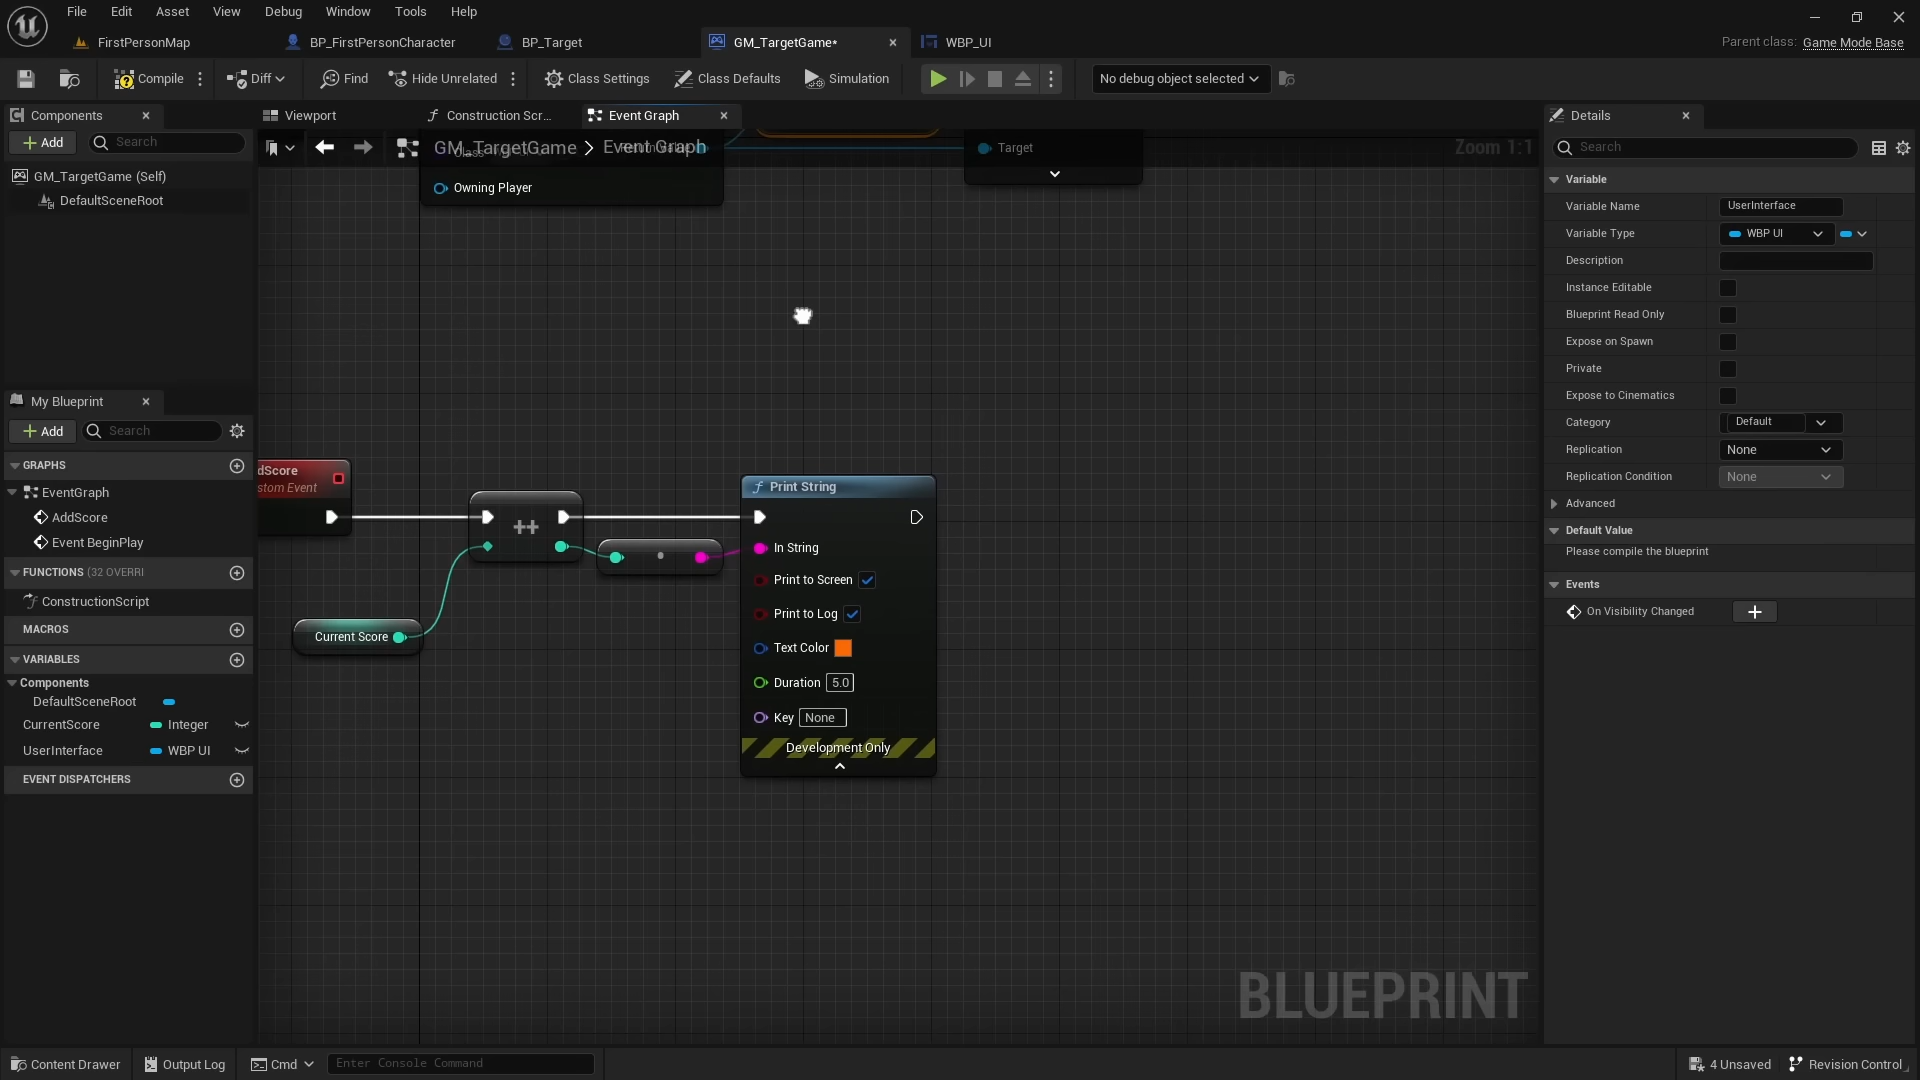 File Edit Asset View Debug Window Tools Help
FirstPersonMap BP_FirstPersonCharacter BP_Target GM_TargetGame* WBP_UI Parent class: Game Mode Base
Compile Diff Find Hide Unrelated Class Settings Class Defaults Simulation No debug object selected
Components
Add Search
GM_TargetGame (Self)
DefaultSceneRoot
My Blueprint
Add Search
GRAPHS
EventGraph
AddScore
Event BeginPlay
FUNCTIONS (32 OVERRI
ConstructionScript
MACROS
VARIABLES
Components
DefaultSceneRoot
CurrentScore Integer
UserInterface WBP UI
EVENT DISPATCHERS
Viewport Construction Scr... Event Graph
GM_TargetGame > Event Graph Zoom 1:1
Class Return Value
Target
Owning Player
dScore
stom Event
++
Current Score
Print String
In String
Print to Screen
Print to Log
Text Color
Duration 5.0
Key None
Development Only
BLUEPRINT
Details
Search
Variable
Variable Name UserInterface
Variable Type WBP UI
Description
Instance Editable
Blueprint Read Only
Expose on Spawn
Private
Expose to Cinematics
Category Default
Replication None
Replication Condition None
Advanced
Default Value
Please compile the blueprint
Events
On Visibility Changed
Content Drawer Output Log Cmd Enter Console Command 4 Unsaved Revision Control